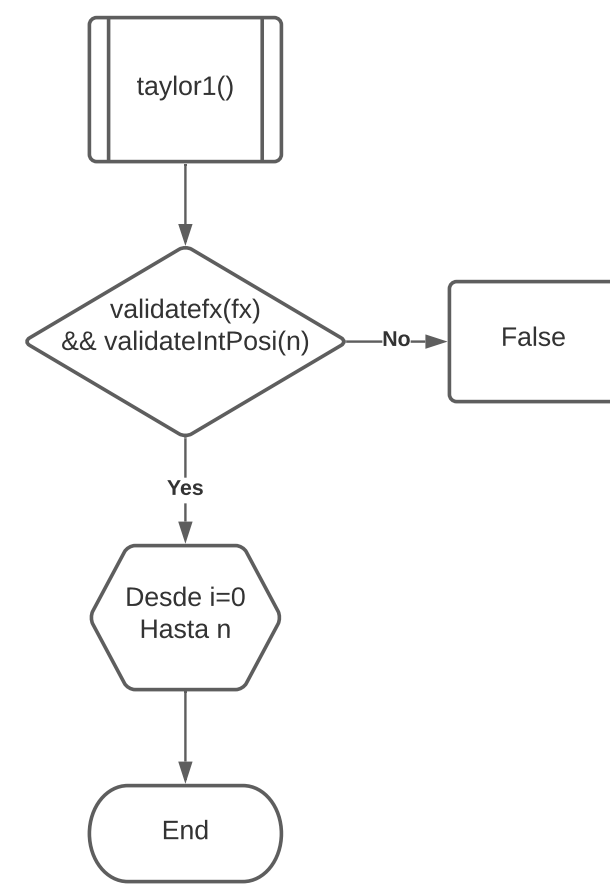 taylor1()
validatefx(fx)
&& validateIntPosi(n)
No
False
Yes
Desde i=0
Hasta n
End